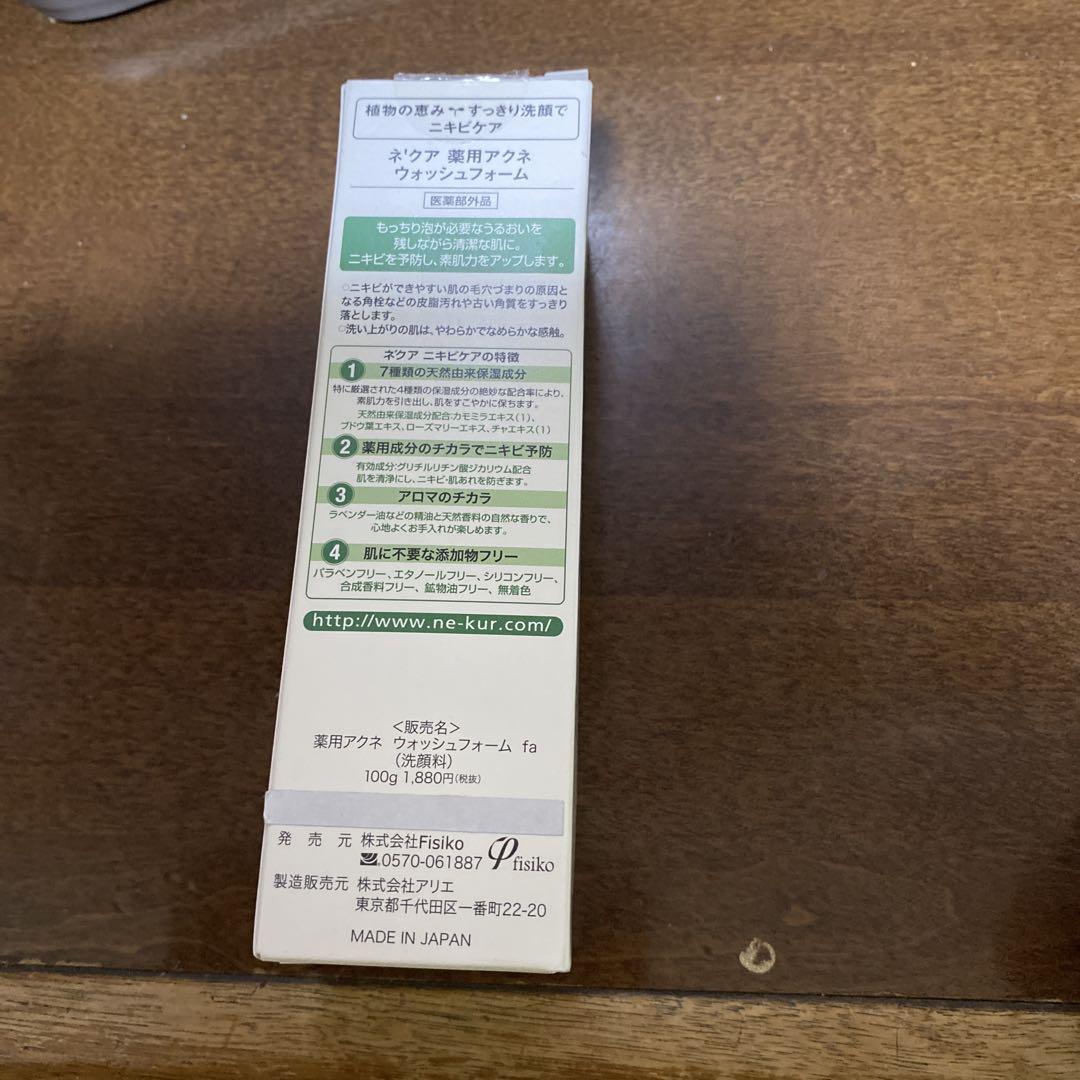 植物の恵み すっきり洗顔で
ニキビケア
ネ'クア 薬用アクネ
ウォッシュフォーム
医薬部外品
もっちり泡が必要なうるおいを
残しながら清潔な肌に。
ニキビを予防し、素肌力をアップします。
○ニキビができやすい肌の毛穴づまりの原因と
なる角栓などの皮脂汚れや古い角質をすっきり
落とします。
○洗い上がりの肌は、やわらかでなめらかな感触。
ネ'クア ニキビケアの特徴
1 7種類の天然由来保湿成分
特に厳選された4種類の保湿成分の絶妙な配合率により、
素肌力を引き出し、肌をすこやかに保ちます。
天然由来保湿成分配合:カモミラエキス(1)、
ブドウ葉エキス、ローズマリーエキス、チャエキス(1)
2 薬用成分のチカラでニキビ予防
有効成分:グリチルリチン酸ジカリウム配合
肌を清浄にし、ニキビ・肌あれを防ぎます。
3 アロマのチカラ
ラベンダー油などの精油と天然香料の自然な香りで、
心地よくお手入れが楽しめます。
4 肌に不要な添加物フリー
パラベンフリー、エタノールフリー、シリコンフリー、
合成香料フリー、鉱物油フリー、無着色
http://www.ne-kur.com/
＜販売名＞
薬用アクネ ウォッシュフォーム fa
(洗顔料)
100g 1,880円(税抜)
発売元 株式会社Fisiko
0570-061887 fisiko
製造販売元 株式会社アリエ
東京都千代田区一番町22-20
MADE IN JAPAN